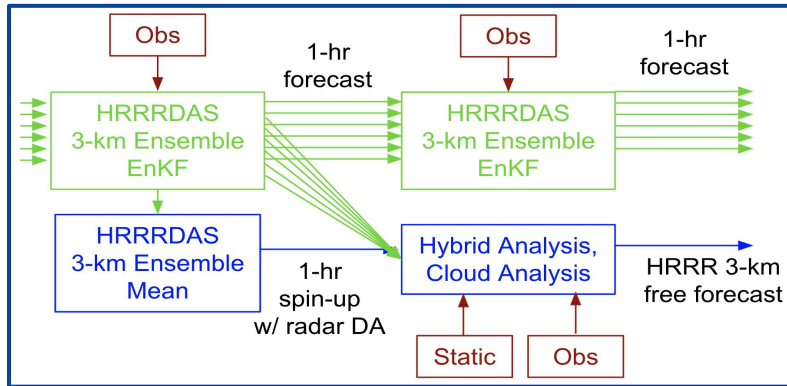 Obs
1-hr
forecast
Obs
1-hr
forecast
HRRRDAS
3-km Ensemble
EnKF
HRRRDAS
3-km Ensemble
EnKF
HRRRDAS
3-km Ensemble
Mean
1-hr
spin-up
w/ radar DA
Hybrid Analysis,
Cloud Analysis
HRRR 3-km
free forecast
Static
Obs